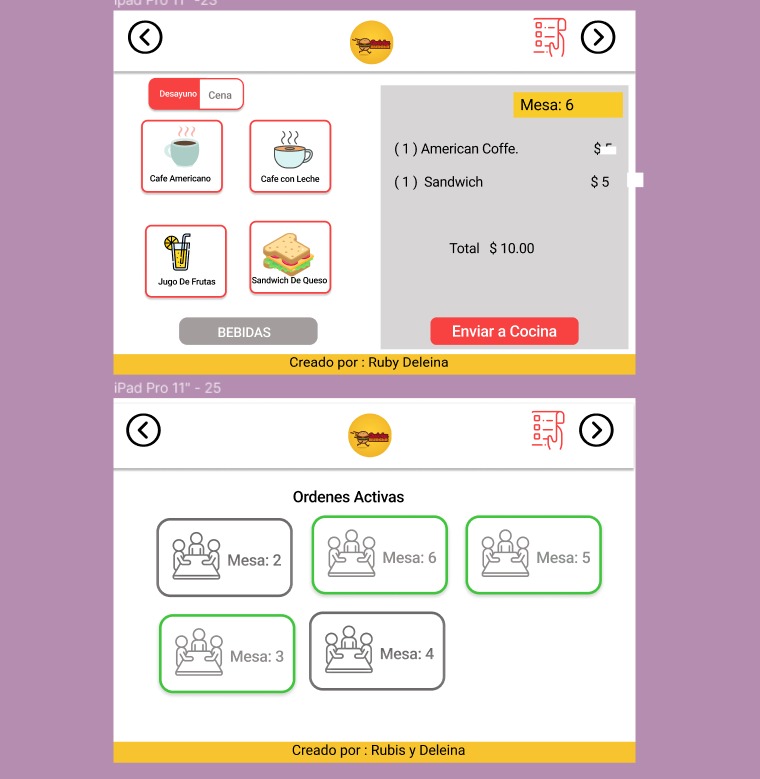 iPad Pro 11" -23
Desayuno Cena
Mesa: 6
Cafe Americano
Cafe con Leche
( 1 ) American Coffe. $
( 1 ) Sandwich $ 5
Jugo De Frutas
Sandwich De Queso
Total $ 10.00
BEBIDAS
Enviar a Cocina
Creado por : Ruby Deleina
iPad Pro 11" - 25
Ordenes Activas
Mesa: 2
Mesa: 6
Mesa: 5
Mesa: 3
Mesa: 4
Creado por : Rubis y Deleina